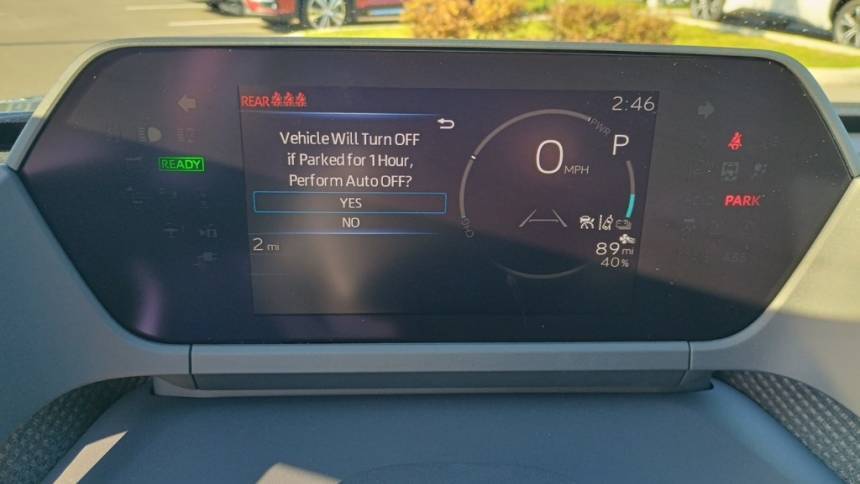 REAR
2:46
Vehicle Will Turn OFF
if Parked for 1 Hour,
Perform Auto OFF?
YES
NO
READY
PWR
P
0 MPH
PARK
CHG
2 mi
89 mi
40%